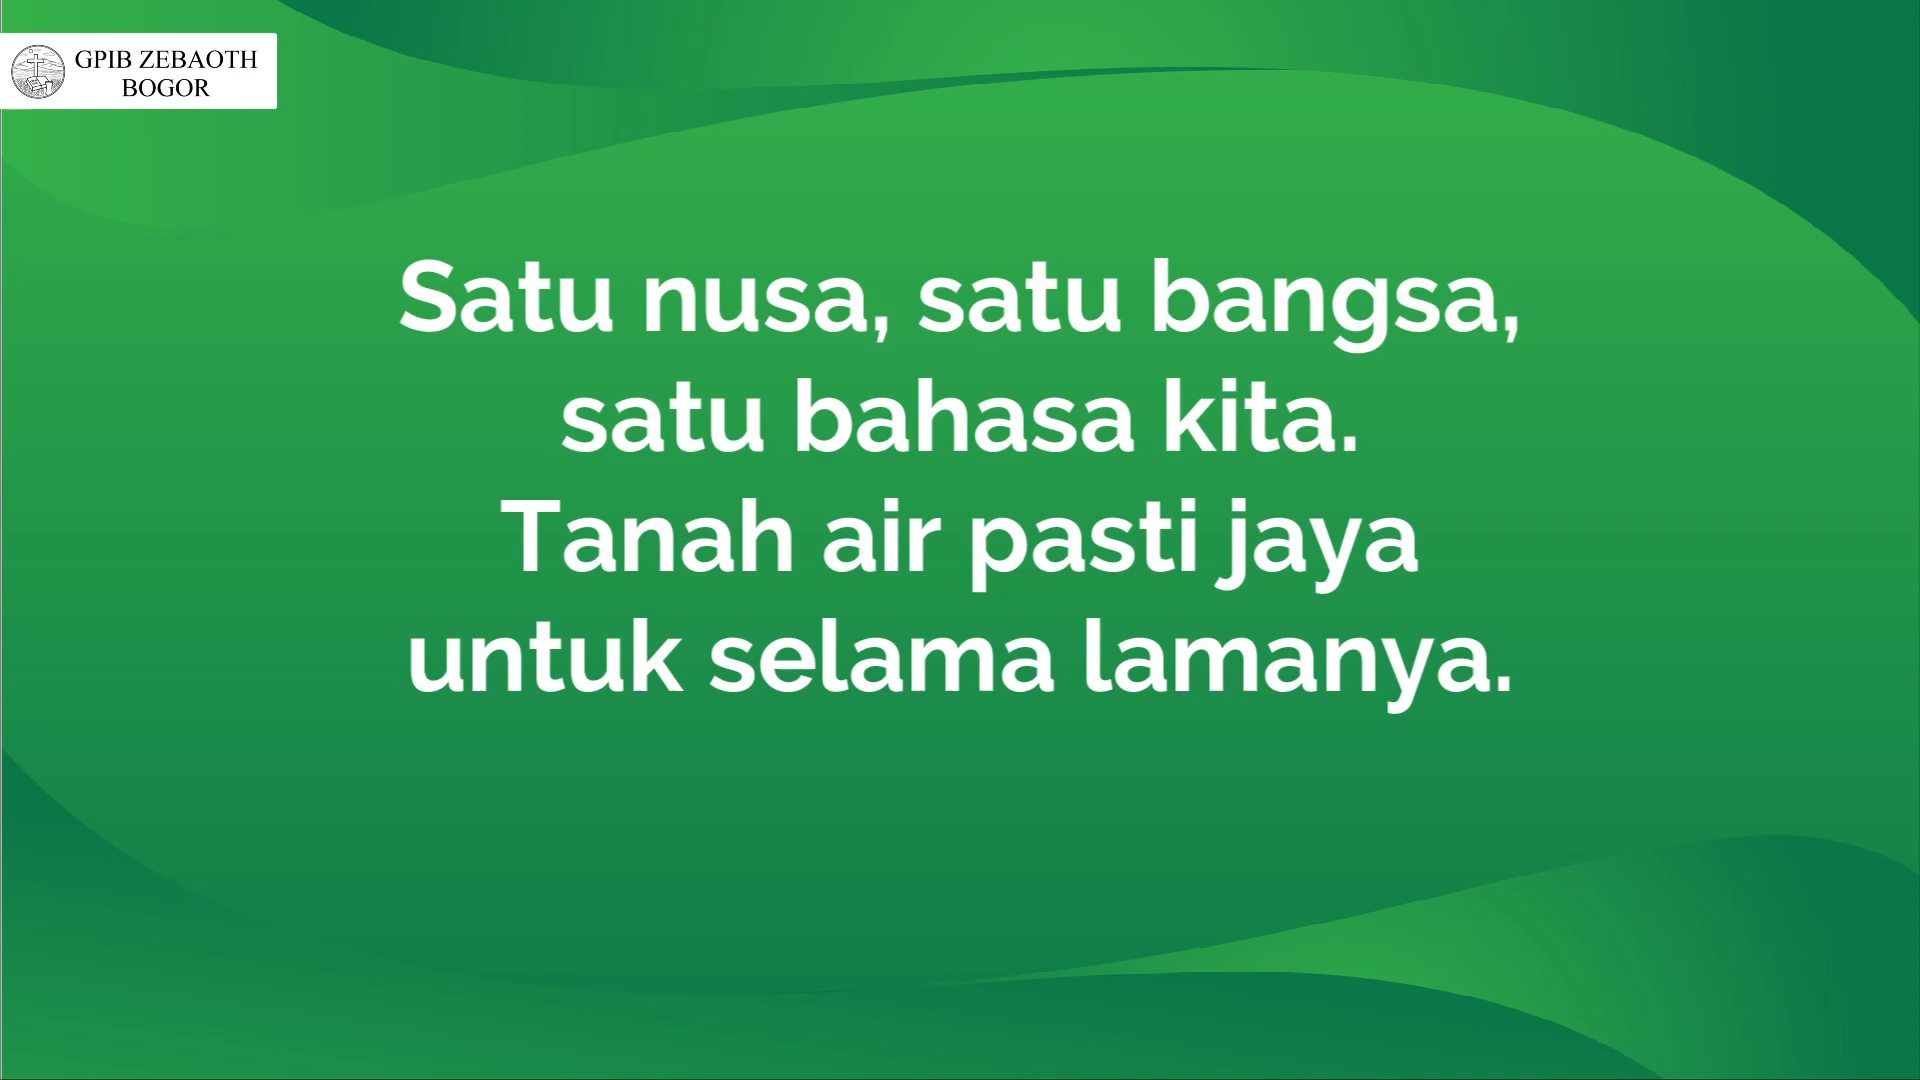 GPIB ZEBAOTH
BOGOR
Satu nusa, satu bangsa,
satu bahasa kita.
Tanah air pasti jaya
untuk selama lamanya.